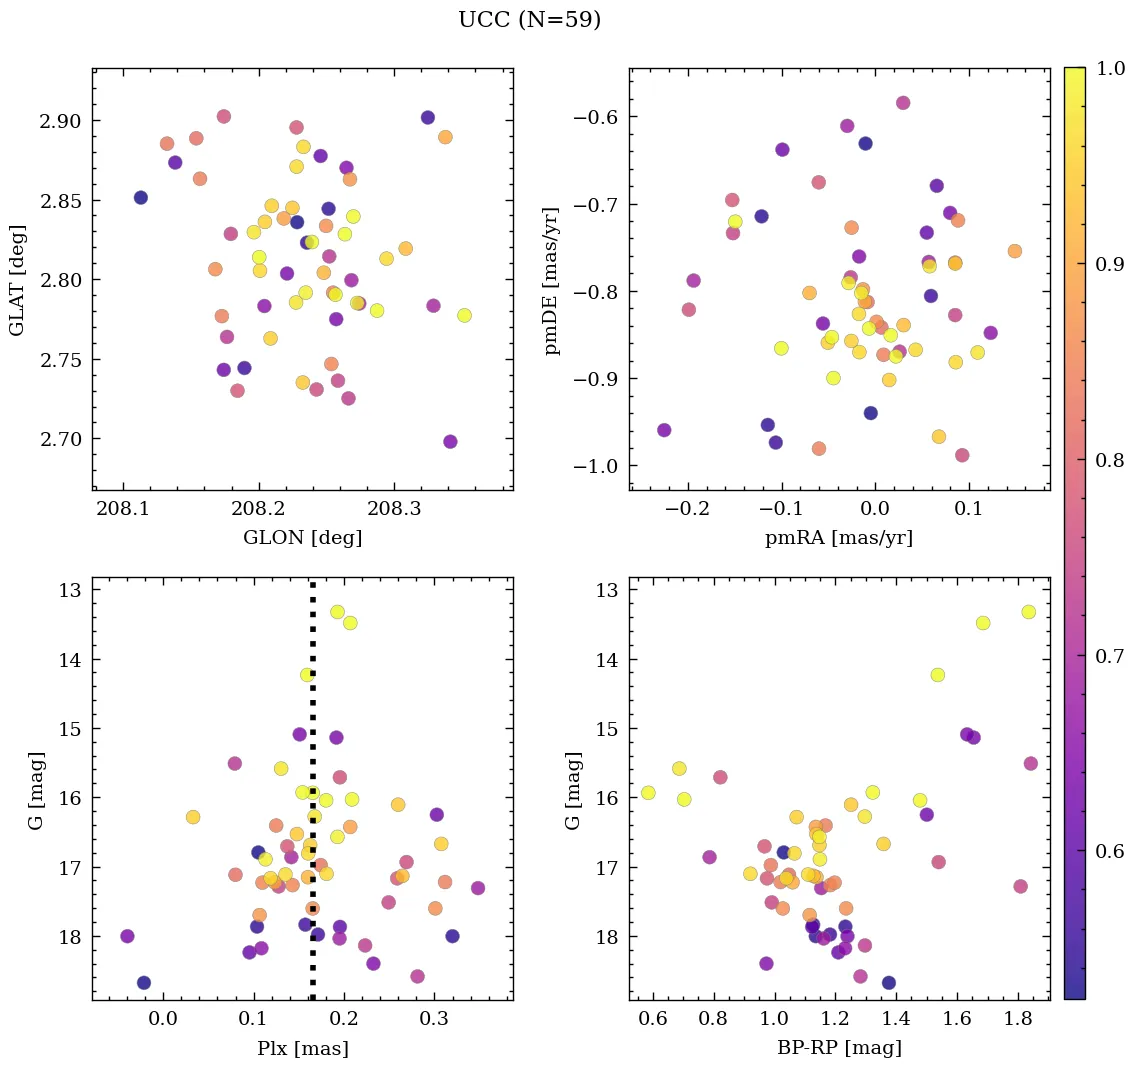 UCC (N=59)
2.90
2.85
2.80
2.75
2.70
GLAT [deg]
208.1 208.2 208.3
GLON [deg]
−0.6
−0.7
−0.8
−0.9
−1.0
pmDE [mas/yr]
−0.2 −0.1 0.0 0.1
pmRA [mas/yr]
1.0
0.9
0.8
0.7
0.6
13
14
15
16
17
18
G [mag]
0.0 0.1 0.2 0.3
Plx [mas]
13
14
15
16
17
18
G [mag]
0.6 0.8 1.0 1.2 1.4 1.6 1.8
BP-RP [mag]